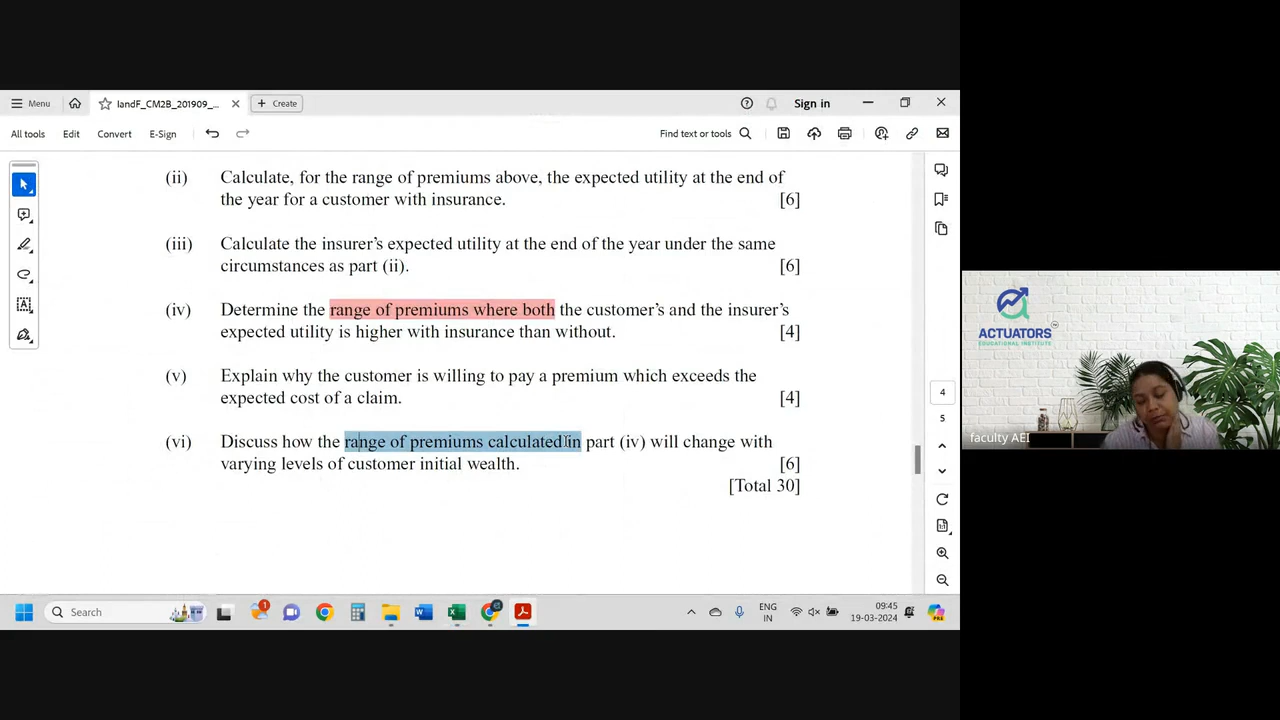 Menu
IandF_CM2B_201909_...
Create
Sign in
All tools
Edit
Convert
E-Sign
Find text or tools
(ii) Calculate, for the range of premiums above, the expected utility at the end of
the year for a customer with insurance. [6]
(iii) Calculate the insurer's expected utility at the end of the year under the same
circumstances as part (ii). [6]
(iv) Determine the range of premiums where both the customer's and the insurer's
expected utility is higher with insurance than without. [4]
(v) Explain why the customer is willing to pay a premium which exceeds the
expected cost of a claim. [4]
(vi) Discuss how the range of premiums calculated in part (iv) will change with
varying levels of customer initial wealth. [6]
[Total 30]
4
5
ACTUATORS
EDUCATIONAL INSTITUTE
faculty AEI
Search
1
ENG
IN
09:45
19-03-2024